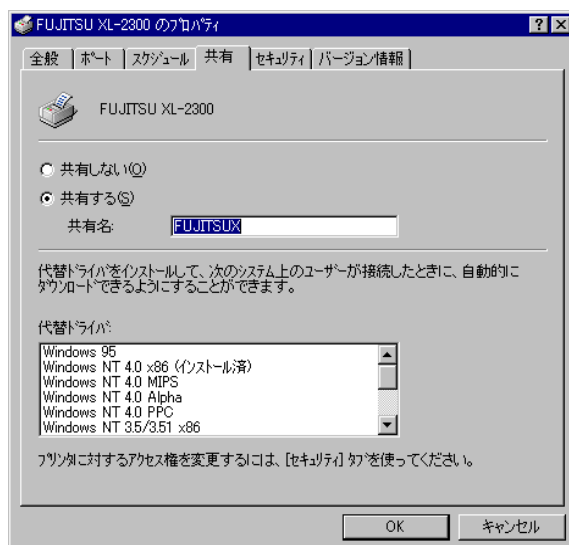 FUJITSU XL-2300 のプロパティ
全般 ポート スケジュール 共有 セキュリティ バージョン情報
FUJITSU XL-2300
共有しない(O)
共有する(S)
共有名: FUJITSUX
代替ドライバをインストールして、次のシステム上のユーザーが接続したときに、自動的に
ダウンロードできるようにすることができます。
代替ドライバ:
Windows 95
Windows NT 4.0 x86 (インストール済)
Windows NT 4.0 MIPS
Windows NT 4.0 Alpha
Windows NT 4.0 PPC
Windows NT 3.5/3.51 x86
プリンタに対するアクセス権を変更するには、[セキュリティ] タブを使ってください。
OK キャンセル